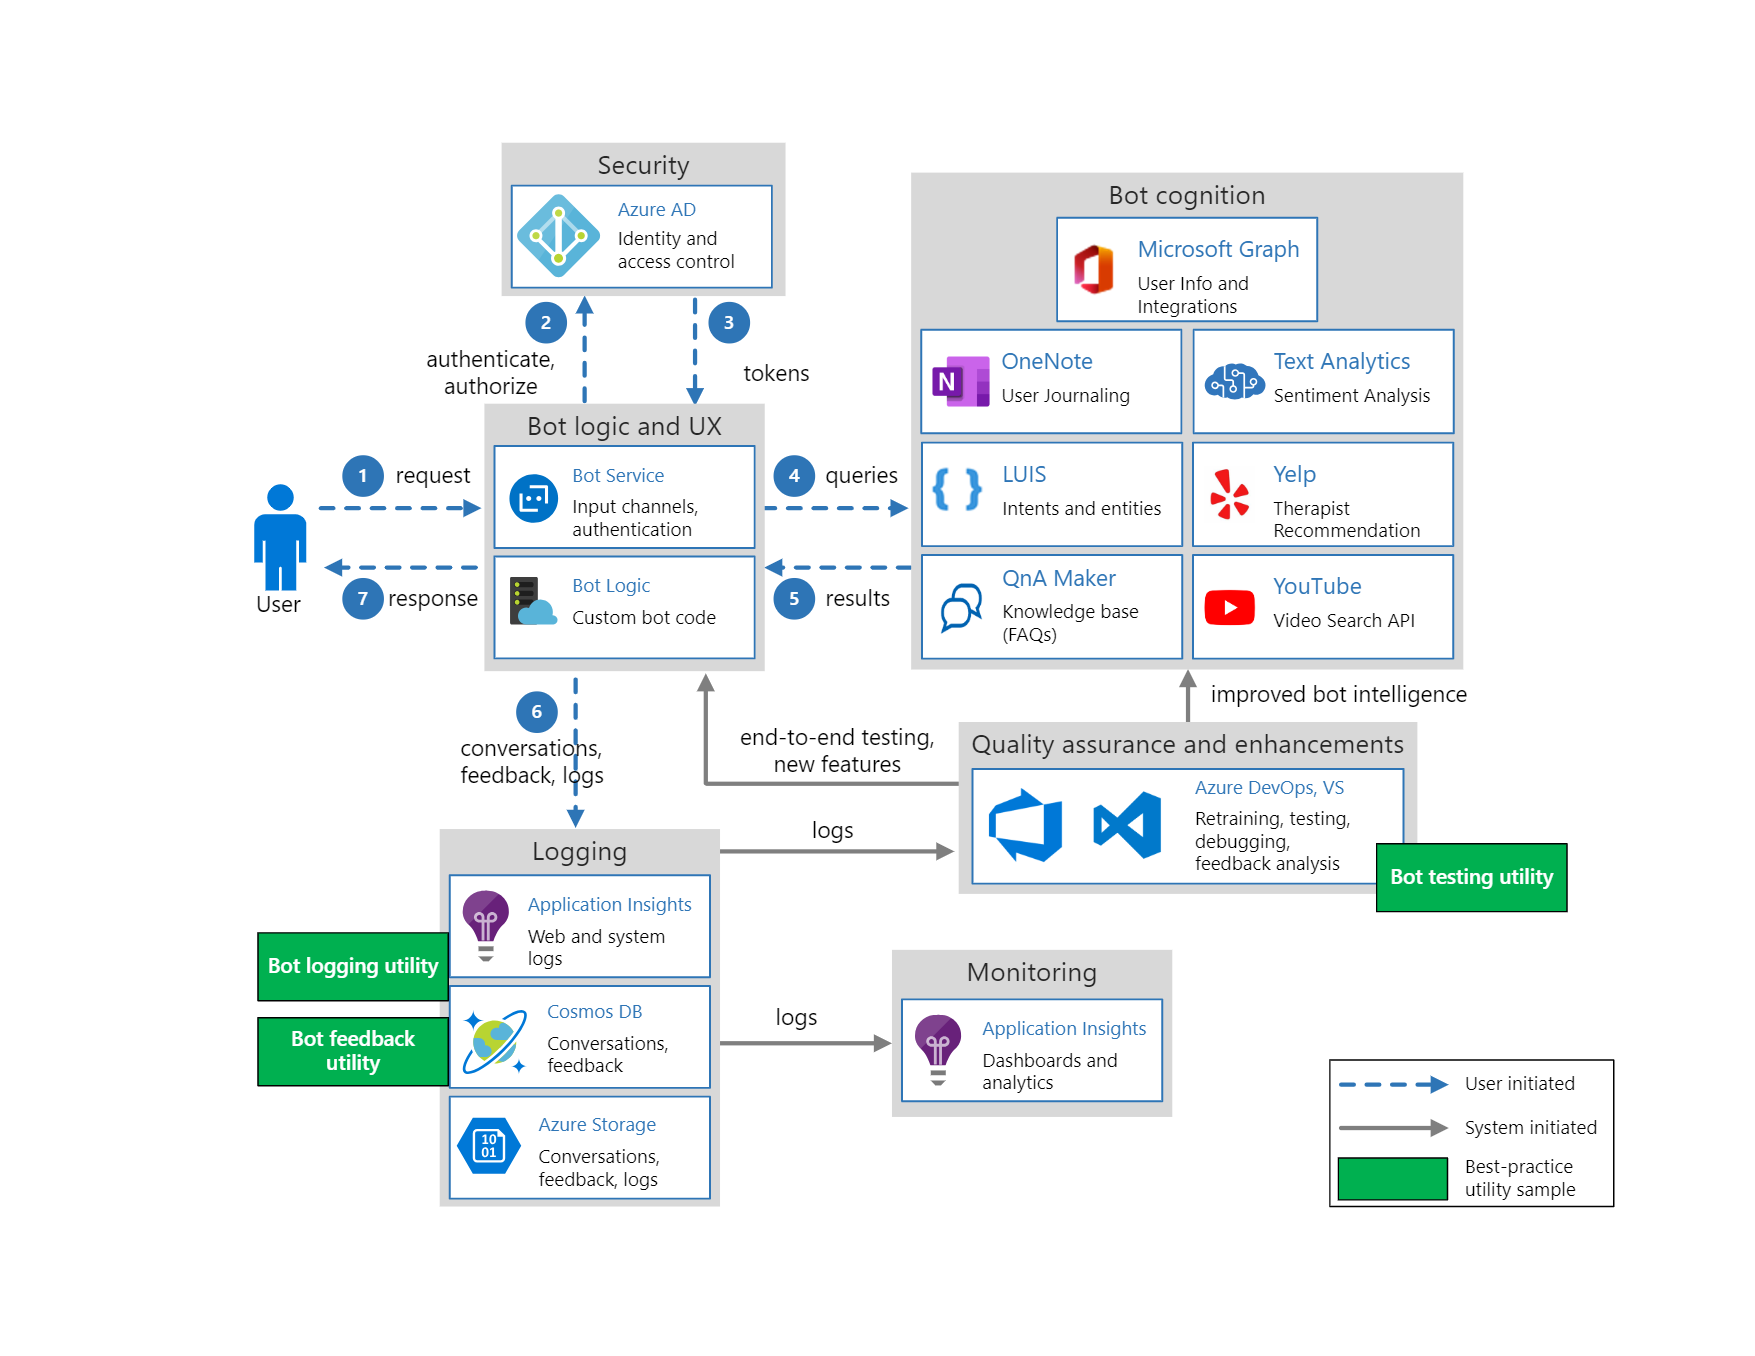 Security
Azure AD
Identity and
access control
Bot cognition
Microsoft Graph
User Info and
Integrations
OneNote
User Journaling
Text Analytics
Sentiment Analysis
N
LUIS
Intents and entities
Yelp
Therapist
Recommendation
QnA Maker
Knowledge base
(FAQs)
YouTube
Video Search API
2
authenticate,
authorize
3
tokens
Bot logic and UX
Bot Service
Input channels,
authentication
Bot Logic
Custom bot code
1
request
User
7
response
4
queries
5
results
6
conversations,
feedback, logs
end-to-end testing,
new features
improved bot intelligence
Quality assurance and enhancements
Azure DevOps, VS
Retraining, testing,
debugging,
feedback analysis
Bot testing utility
logs
Logging
Application Insights
Web and system
logs
Bot logging utility
Cosmos DB
Conversations,
feedback
Bot feedback
utility
Azure Storage
Conversations,
feedback, logs
10
01
logs
Monitoring
Application Insights
Dashboards and
analytics
User initiated
System initiated
Best-practice
utility sample